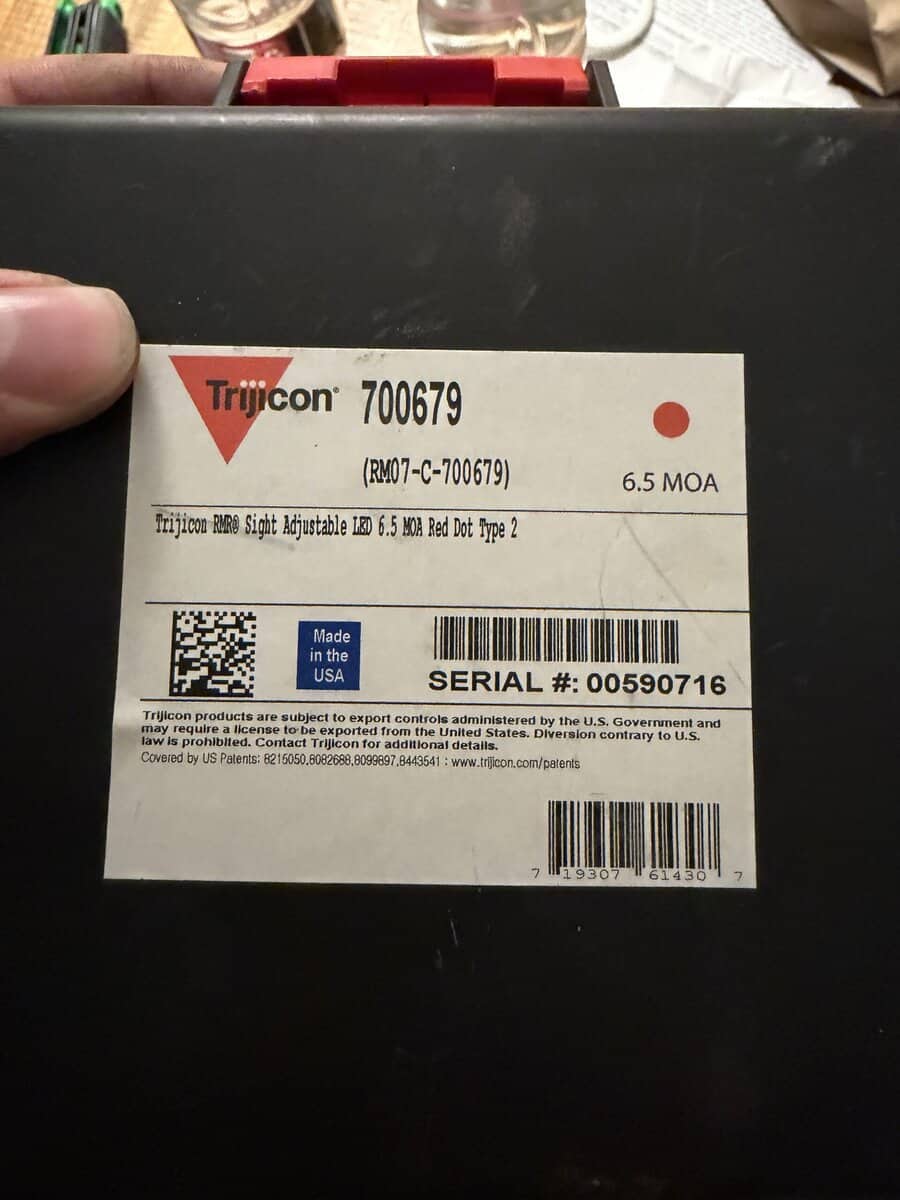 Trijicon® 700679
(RM07-C-700679)
6.5 MOA
Trijicon RMR® Sight Adjustable LED 6.5 MOA Red Dot Type 2
Made
in the
USA
SERIAL #: 00590716
Trijicon products are subject to export controls administered by the U.S. Government and
may require a license to be exported from the United States. Diversion contrary to U.S.
law is prohibited. Contact Trijicon for additional details.
Covered by US Patents: 8215050,8082688,8099897,8443541 : www.trijicon.com/patents
7 19307 61430 7